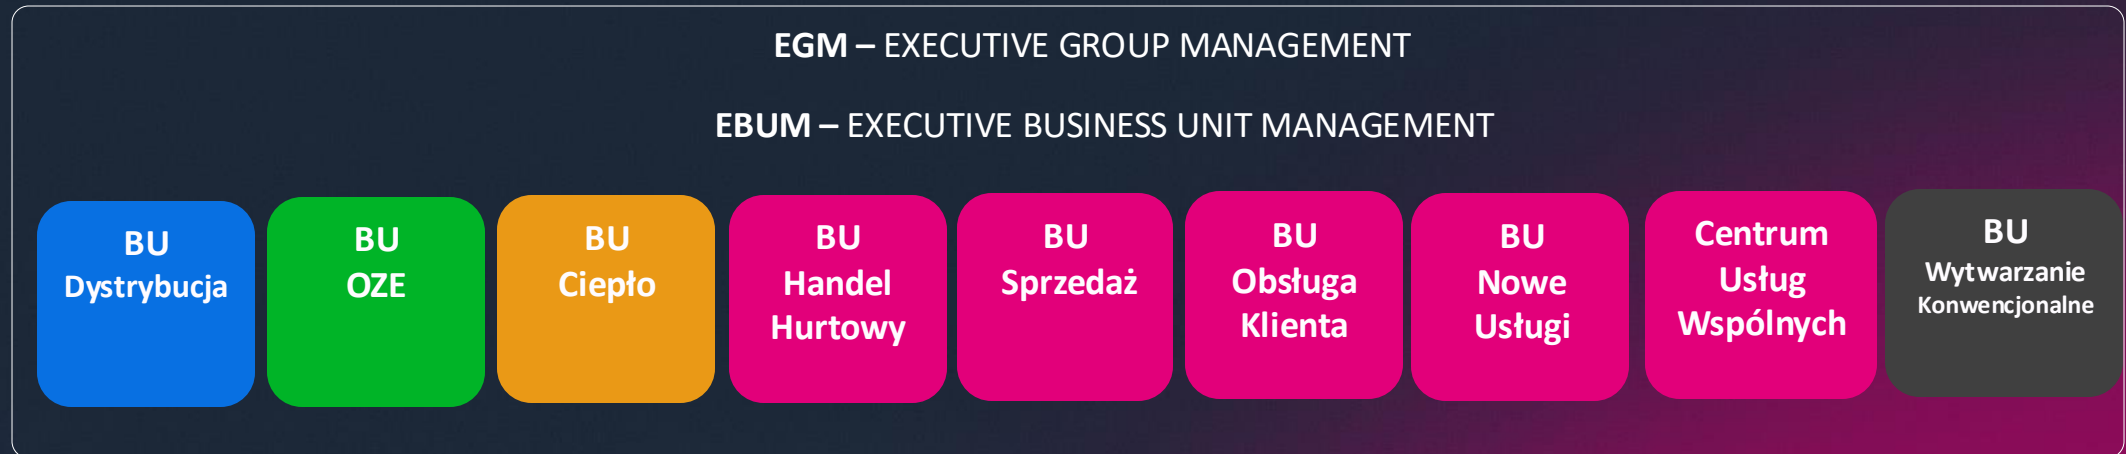 EGM – EXECUTIVE GROUP MANAGEMENT
EBUM – EXECUTIVE BUSINESS UNIT MANAGEMENT
BU
Dystrybucja
BU
OZE
BU
Ciepło
BU
Handel
Hurtowy
BU
Sprzedaż
BU
Obsługa
Klienta
BU
Nowe
Usługi
Centrum
Usług
Wspólnych
BU
Wytwarzanie
Konwencjonalne